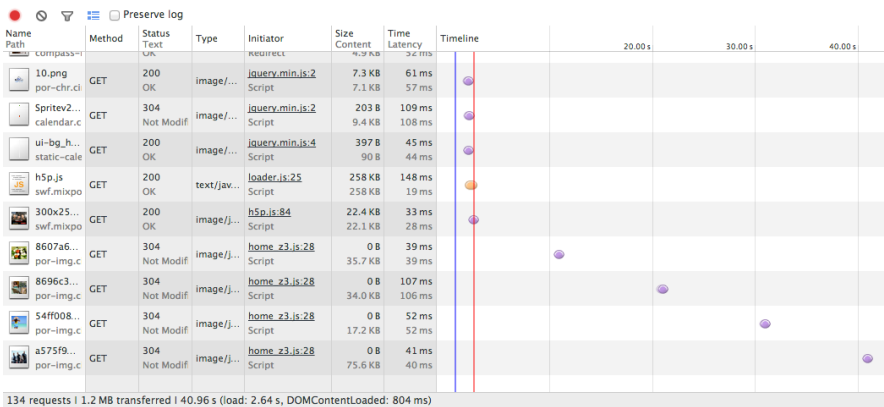 Preserve log
Name Path Method Status Text Type Initiator Size Content Time Latency Timeline
20.00 s 30.00 s 40.00 s
compass-i OK Redirect 4.9 KB 52 ms
10.png GET 200 image/... jquery.min.js:2 7.3 KB 61 ms
por-chr.ci OK Script 7.1 KB 57 ms
Spritev2... GET 304 image/... jquery.min.js:2 203 B 109 ms
calendar.c Not Modif Script 9.4 KB 108 ms
ui-bg_h... GET 200 image/... jquery.min.js:4 397 B 45 ms
static-cale OK Script 90 B 44 ms
h5p.js GET 200 text/jav... loader.js:25 258 KB 148 ms
swf.mixpo OK Script 258 KB 19 ms
300x25... GET 200 image/j... h5p.js:84 22.4 KB 33 ms
swf.mixpo OK Script 22.1 KB 28 ms
8607a6... GET 304 image/j... home_z3.js:28 0 B 39 ms
por-img.c Not Modif Script 35.7 KB 39 ms
8696c3... GET 304 image/j... home_z3.js:28 0 B 107 ms
por-img.c Not Modif Script 34.0 KB 106 ms
54ff008... GET 304 image/j... home_z3.js:28 0 B 52 ms
por-img.c Not Modif Script 17.2 KB 52 ms
a575f9... GET 304 image/j... home_z3.js:28 0 B 41 ms
por-img.c Not Modif Script 75.6 KB 40 ms
134 requests | 1.2 MB transferred | 40.96 s (load: 2.64 s, DOMContentLoaded: 804 ms)